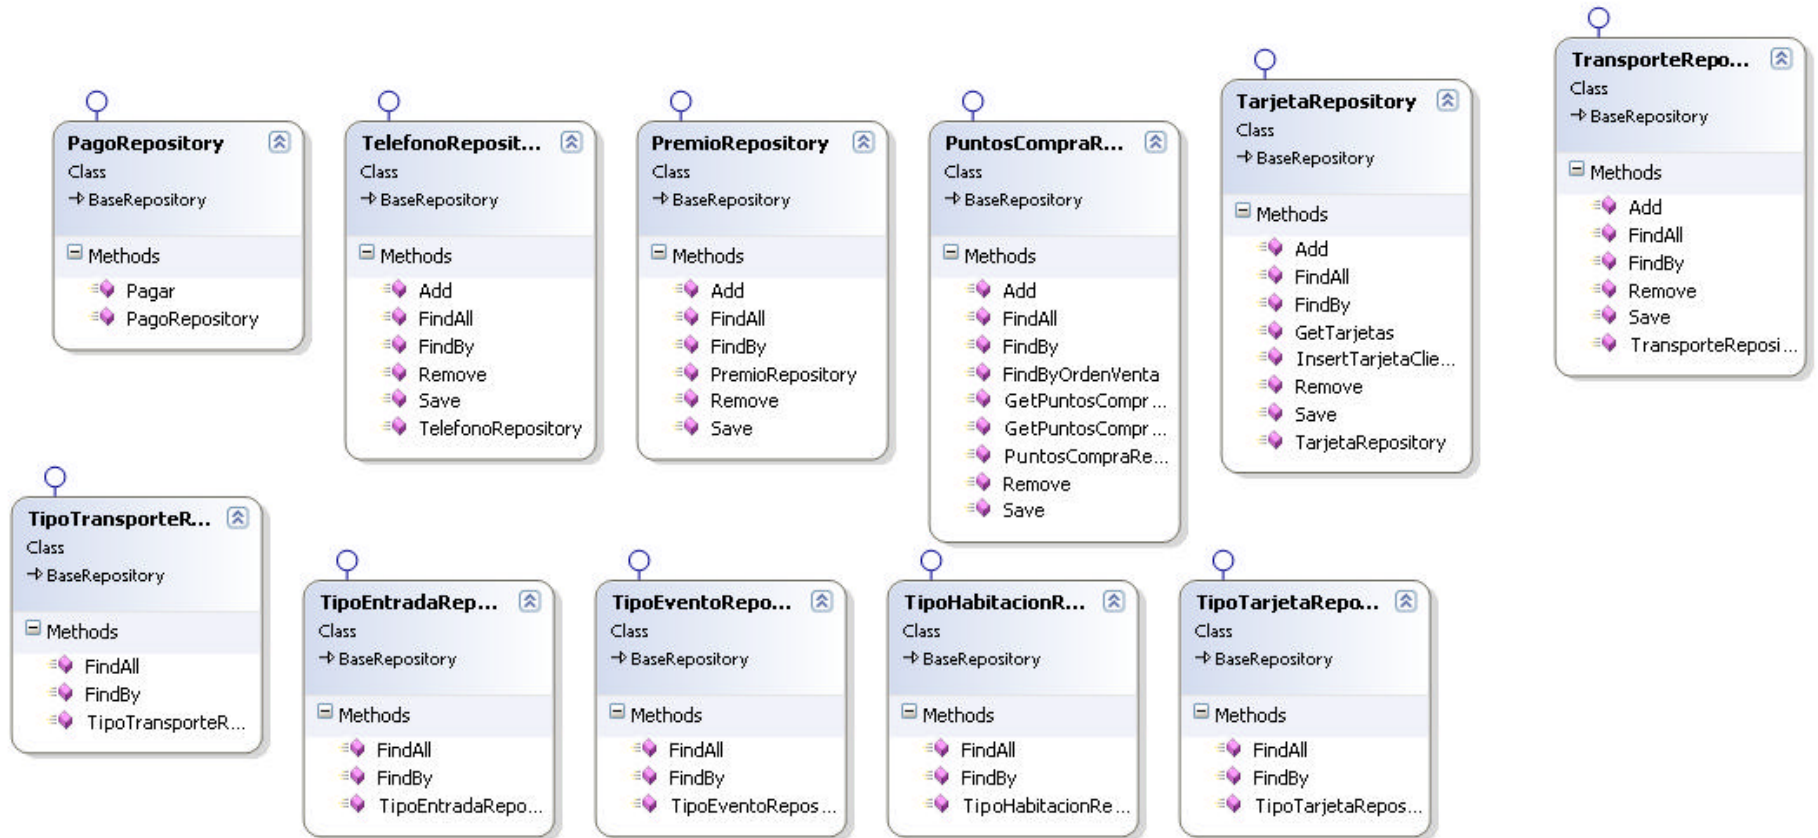 PagoRepository
Class
BaseRepository
Methods
Pagar
PagoRepository
TelefonoReposit...
Class
BaseRepository
Methods
Add
FindAll
FindBy
Remove
Save
TelefonoRepository
PremioRepository
Class
BaseRepository
Methods
Add
FindAll
FindBy
PremioRepository
Remove
Save
PuntosCompraR...
Class
BaseRepository
Methods
Add
FindAll
FindBy
FindByOrdenVenta
GetPuntosCompr...
GetPuntosCompr...
PuntosCompraRe...
Remove
Save
TarjetaRepository
Class
BaseRepository
Methods
Add
FindAll
FindBy
GetTarjetas
InsertTarjetaClie...
Remove
Save
TarjetaRepository
TransporteRepo...
Class
BaseRepository
Methods
Add
FindAll
FindBy
Remove
Save
TransporteReposi...
TipoTransporteR...
Class
BaseRepository
Methods
FindAll
FindBy
TipoTransporteR...
TipoEntradaRep...
Class
BaseRepository
Methods
FindAll
FindBy
TipoEntradaRepo...
TipoEventoRepo...
Class
BaseRepository
Methods
FindAll
FindBy
TipoEventoRepos...
TipoHabitacionR...
Class
BaseRepository
Methods
FindAll
FindBy
TipoHabitacionRe...
TipoTarjetaRepo...
Class
BaseRepository
Methods
FindAll
FindBy
TipoTarjetaRepos...